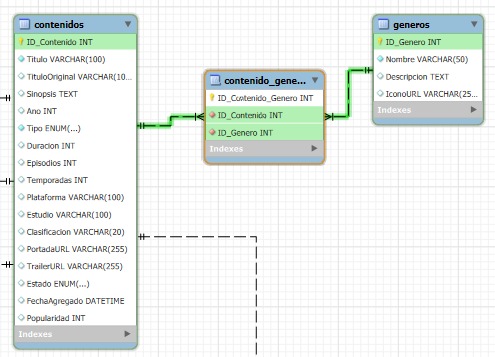 contenidos
ID_Contenido INT
Titulo VARCHAR(100)
TituloOriginal VARCHAR(10...
Sinopsis TEXT
Ano INT
Tipo ENUM(...)
Duracion INT
Episodios INT
Temporadas INT
Plataforma VARCHAR(100)
Estudio VARCHAR(100)
Clasificacion VARCHAR(20)
PortadaURL VARCHAR(255)
TrailerURL VARCHAR(255)
Estado ENUM(...)
FechaAgregado DATETIME
Popularidad INT
Indexes
contenido_gene...
ID_Contenido_Genero INT
ID_Contenido INT
ID_Genero INT
Indexes
generos
ID_Genero INT
Nombre VARCHAR(50)
Descripcion TEXT
IconoURL VARCHAR(25...
Indexes